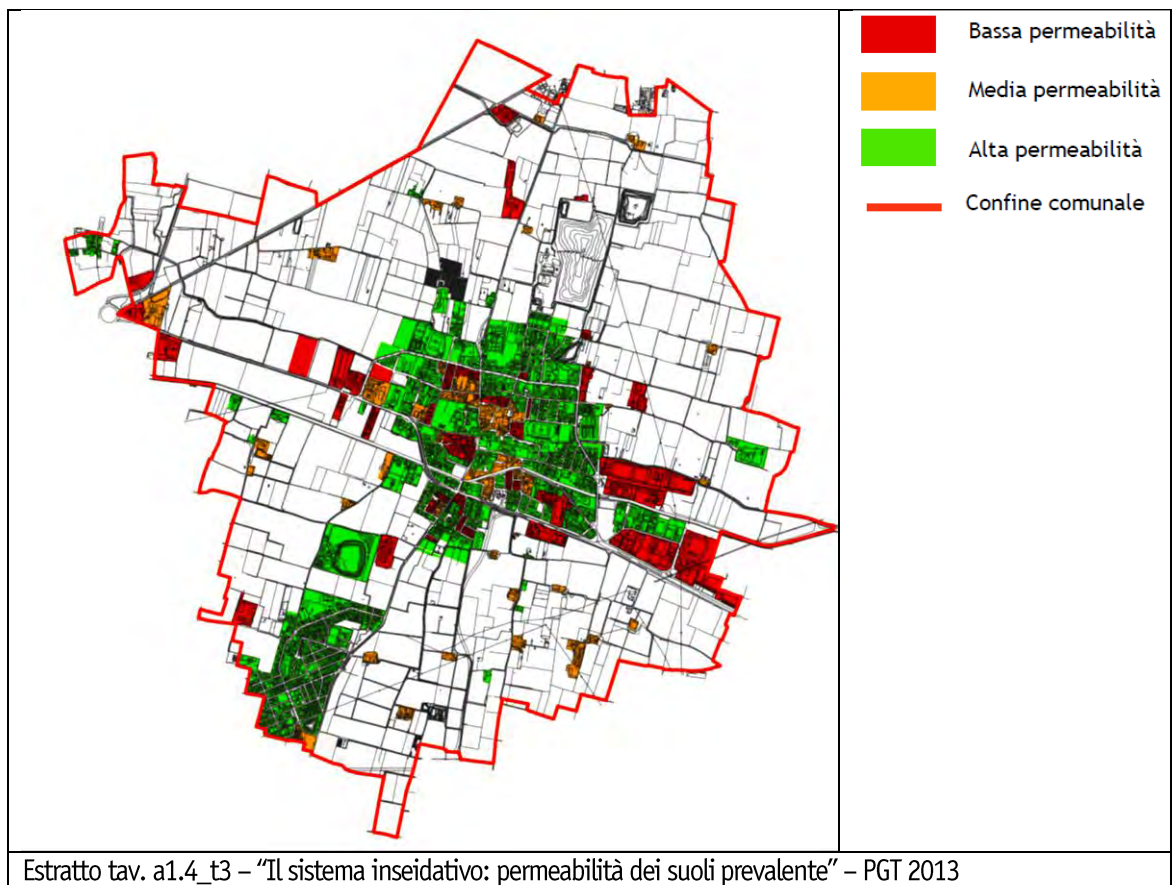 Bassa permeabilità
Media permeabilità
Alta permeabilità
Confine comunale
Estratto tav. a1.4_t3 – “Il sistema inseidativo: permeabilità dei suoli prevalente” – PGT 2013